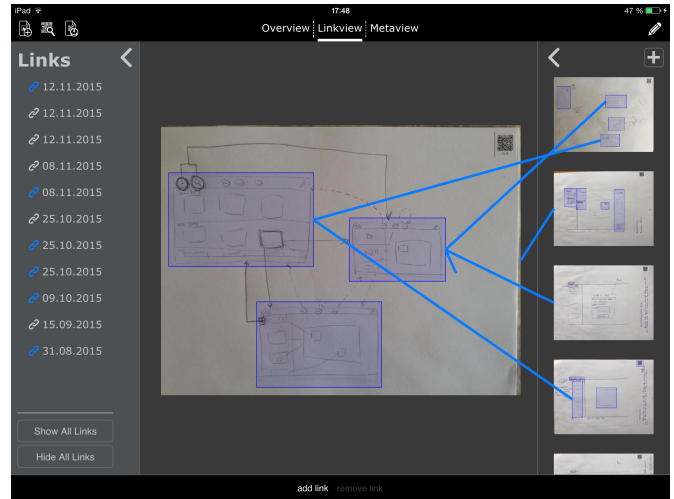 iPad 17:48 47 %
Overview Linkview Metaview
Links
12.11.2015
12.11.2015
12.11.2015
08.11.2015
08.11.2015
25.10.2015
25.10.2015
25.10.2015
09.10.2015
15.09.2015
31.08.2015
Show All Links
Hide All Links
add link remove link